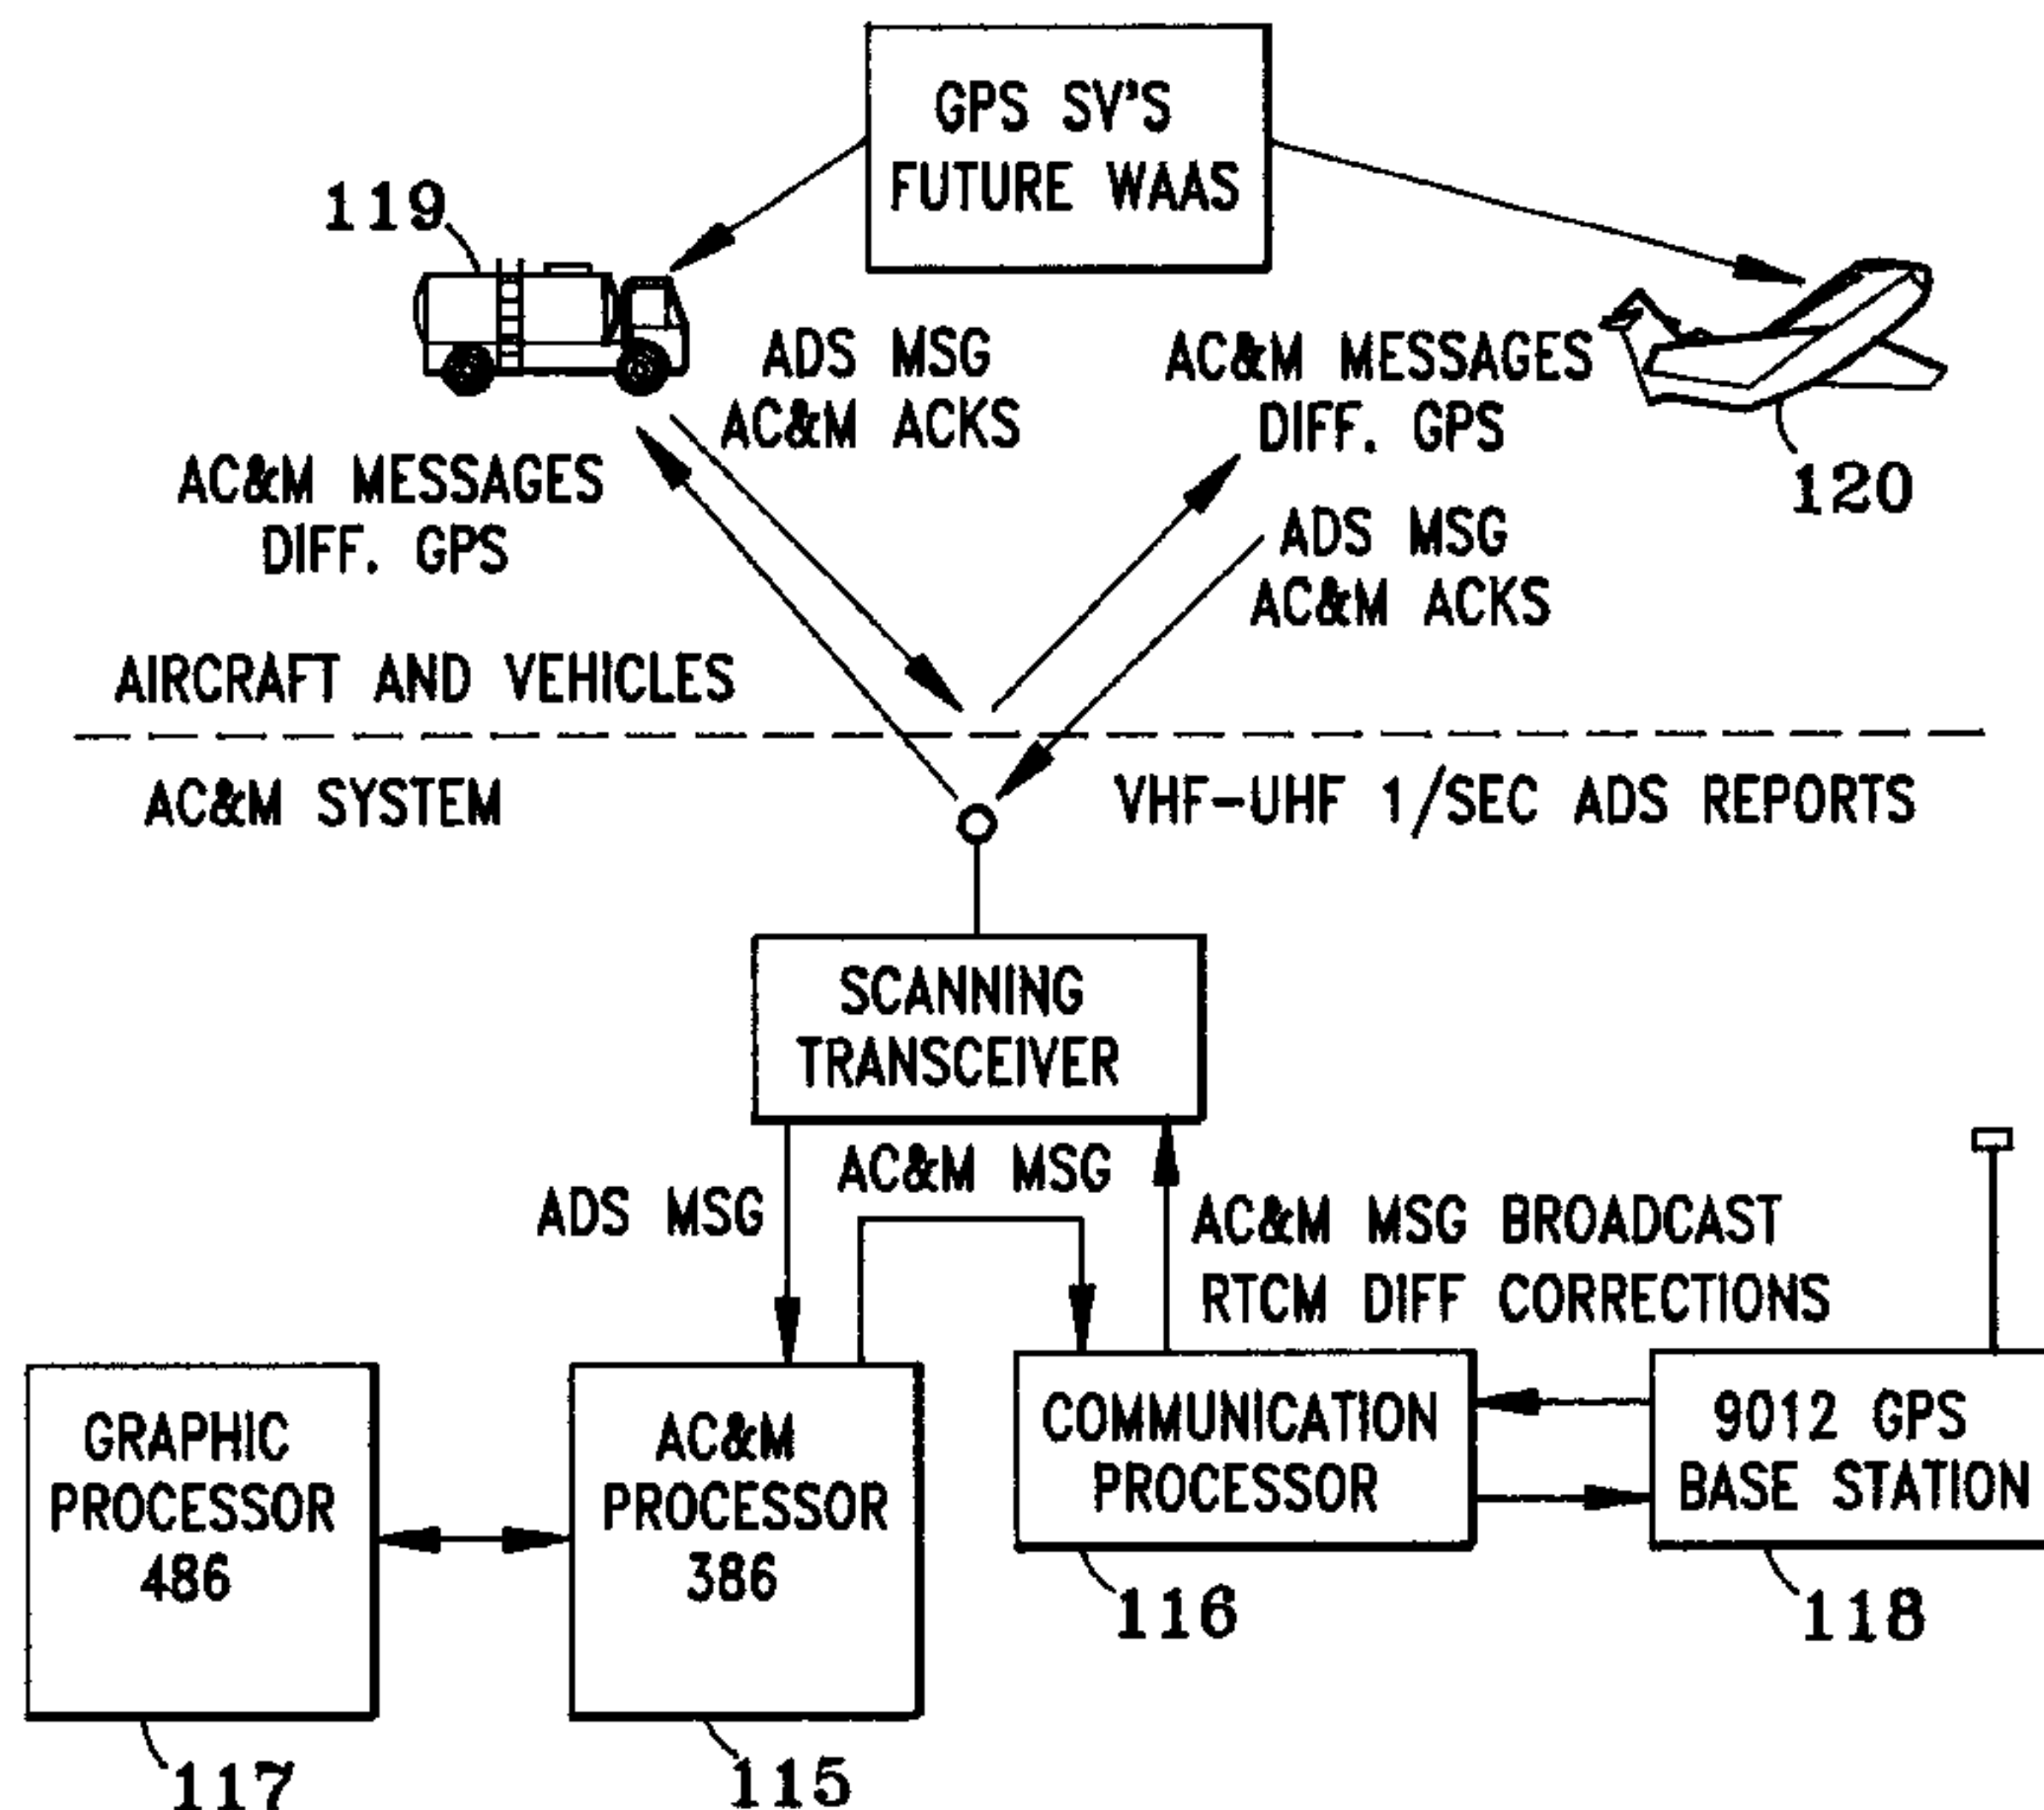 GPS SV'S
FUTURE WAAS
119
ADS MSG
AC&M ACKS
AC&M MESSAGES
DIFF. GPS
120
AC&M MESSAGES
DIFF. GPS
ADS MSG
AC&M ACKS
AIRCRAFT AND VEHICLES
AC&M SYSTEM
VHF-UHF 1/SEC ADS REPORTS
SCANNING
TRANSCEIVER
ADS MSG
AC&M MSG
AC&M MSG BROADCAST
RTCM DIFF CORRECTIONS
GRAPHIC
PROCESSOR
486
AC&M
PROCESSOR
386
COMMUNICATION
PROCESSOR
9012 GPS
BASE STATION
116
118
117
115